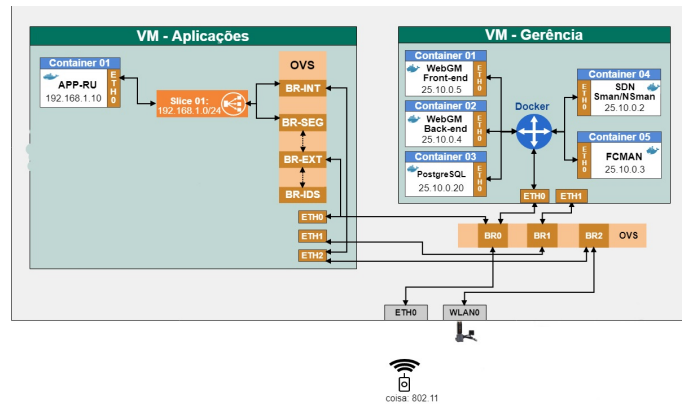 VM - Aplicações
Container 01
APP-RU
192.168.1.10
ETH0
Slice 01:
192.168.1.0/24
OVS
BR-INT
BR-SEG
BR-EXT
BR-IDS
ETH0
ETH1
ETH2
VM - Gerência
Container 01
WebGM
Front-end
25.10.0.5
ETH0
Container 02
WebGM
Back-end
25.10.0.4
ETH0
Container 03
PostgreSQL
25.10.0.20
ETH0
Docker
Container 04
SDN
Sman/NSman
25.10.0.2
ETH0
Container 05
FCMAN
25.10.0.3
ETH0
ETH0
ETH1
BR0
BR1
BR2
OVS
ETH0
WLAN0
coisa: 802.11